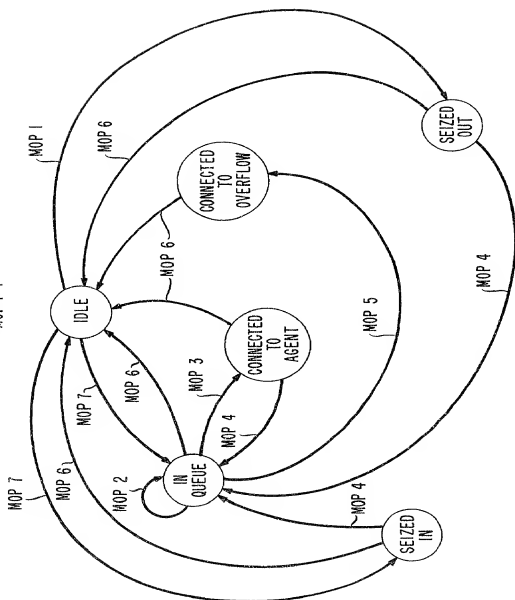 MOP 1
MOP 6
SEIZED
OUT
CONNECTED
TO
OVERFLOW
MOP 6
MOP 6
IDLE
CONNECTED
TO
AGENT
MOP 5
MOP 4
MOP 7
MOP 6
MOP 3
MOP 4
MOP 7
MOP 6
MOP 2
IN
QUEUE
MOP 4
SEIZED
IN